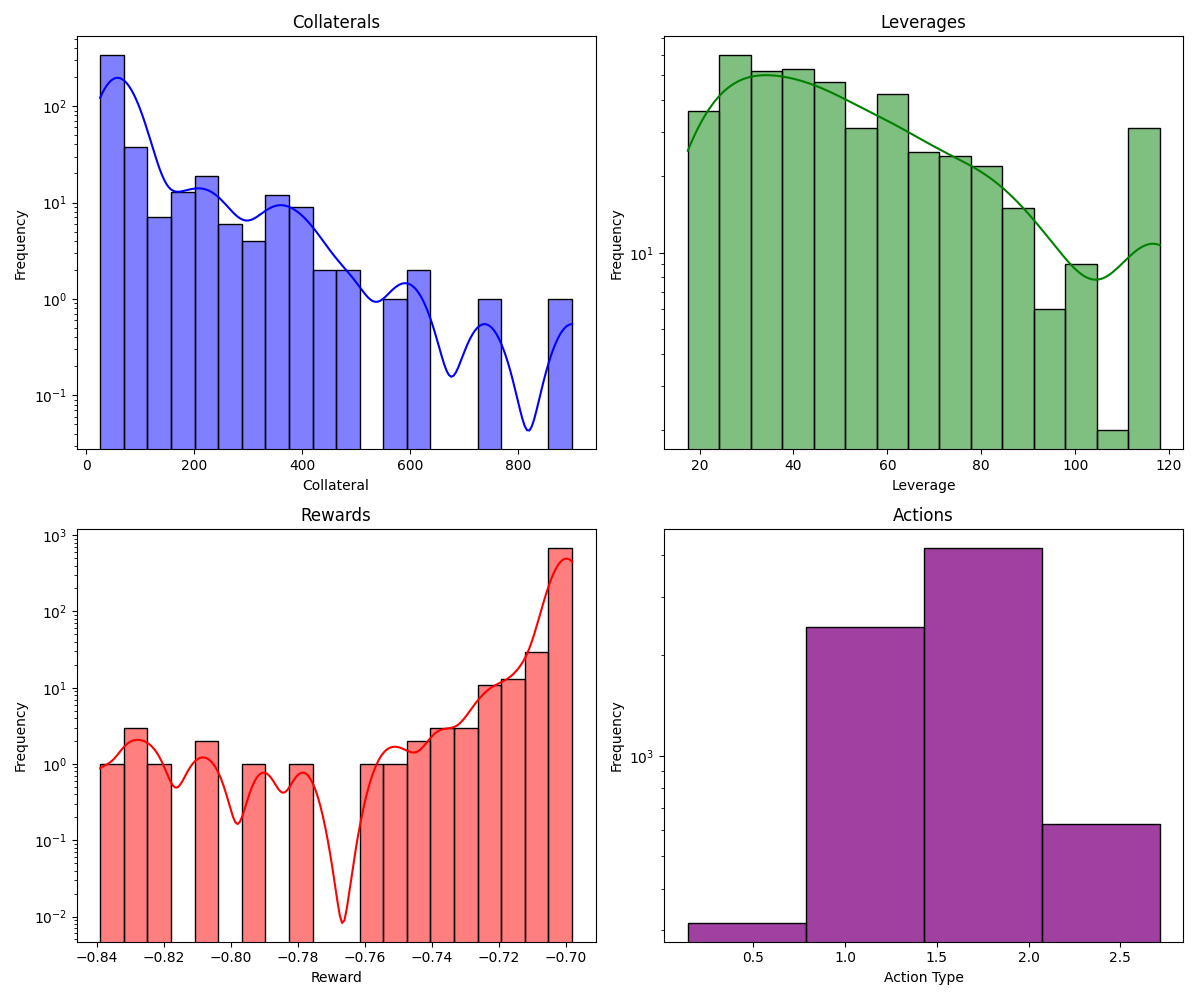 Collaterals
Frequency
10²
10¹
10⁰
10⁻¹
0 200 400 600 800
Collateral
Leverages
Frequency
10¹
20 40 60 80 100 120
Leverage
Rewards
Frequency
10³
10²
10¹
10⁰
10⁻¹
10⁻²
−0.84 −0.82 −0.80 −0.78 −0.76 −0.74 −0.72 −0.70
Reward
Actions
Frequency
10³
0.5 1.0 1.5 2.0 2.5
Action Type